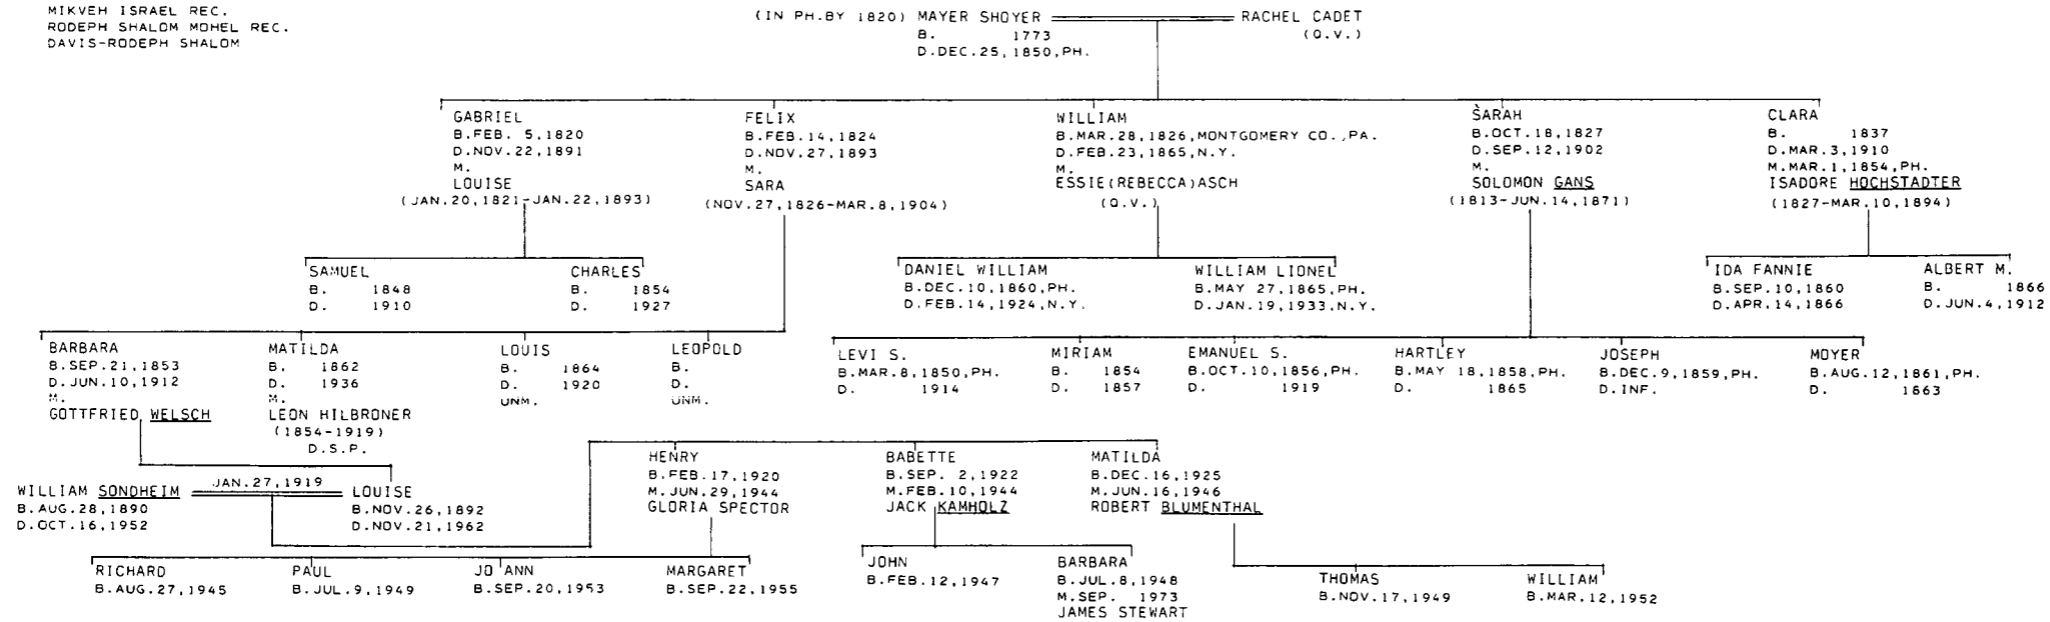 MIKVEH ISRAEL REC.
RODEPH SHALOM MOHEL REC.
DAVIS-RODEPH SHALOM
(IN PH.BY 1820) MAYER SHOYER
B. 1773
D.DEC.25,1850,PH.
RACHEL CADET
(Q.V.)
GABRIEL
B.FEB. 5,1820
D.NOV.22,1891
M.
LOUISE
(JAN.20,1821-JAN.22,1893)
FELIX
B.FEB.14,1824
D.NOV.27,1893
M.
SARA
(NOV.27,1826-MAR.8,1904)
WILLIAM
B.MAR.28,1826,MONTGOMERY CO.,PA.
D.FEB.23,1865,N.Y.
M.
ESSIE(REBECCA)ASCH
(Q.V.)
SARAH
B.OCT.18,1827
D.SEP.12,1902
M.
SOLOMON GANS
(1813-JUN.14,1871)
CLARA
B. 1837
D.MAR.3,1910
M.MAR.1,1854,PH.
ISADORE HOCHSTADTER
(1827-MAR.10,1894)
SAMUEL
B. 1848
D. 1910
CHARLES
B. 1854
D. 1927
DANIEL WILLIAM
B.DEC.10,1860,PH.
D.FEB.14,1924,N.Y.
WILLIAM LIONEL
B.MAY 27,1865,PH.
D.JAN.19,1933,N.Y.
IDA FANNIE
B.SEP.10,1860
D.APR.14,1866
ALBERT M.
B. 1866
D.JUN.4,1912
BARBARA
B.SEP.21,1853
D.JUN.10,1912
M.
GOTTFRIED WELSCH
MATILDA
B. 1862
D. 1936
M.
LEON HILBRONER
(1854-1919)
D.S.P.
LOUIS
B. 1864
D. 1920
UNM.
LEOPOLD
B.
D.
UNM.
LEVI S.
B.MAR.8,1850,PH.
D. 1914
MIRIAM
B. 1854
D. 1857
EMANUEL S.
B.OCT.10,1856,PH.
D. 1919
HARTLEY
B.MAY 18,1858,PH.
D. 1865
JOSEPH
B.DEC.9,1859,PH.
D.INF.
MOYER
B.AUG.12,1861,PH.
D. 1863
WILLIAM SONDHEIM
B.AUG.28,1890
D.OCT.16,1952
JAN.27,1919
LOUISE
B.NOV.26,1892
D.NOV.21,1962
HENRY
B.FEB.17,1920
M.JUN.29,1944
GLORIA SPECTOR
BABETTE
B.SEP. 2,1922
M.FEB.10,1944
JACK KAMHOLZ
MATILDA
B.DEC.16,1925
M.JUN.16,1946
ROBERT BLUMENTHAL
RICHARD
B.AUG.27,1945
PAUL
B.JUL.9,1949
JO ANN
B.SEP.20,1953
MARGARET
B.SEP.22,1955
JOHN
B.FEB.12,1947
BARBARA
B.JUL.8,1948
M.SEP. 1973
JAMES STEWART
THOMAS
B.NOV.17,1949
WILLIAM
B.MAR.12,1952